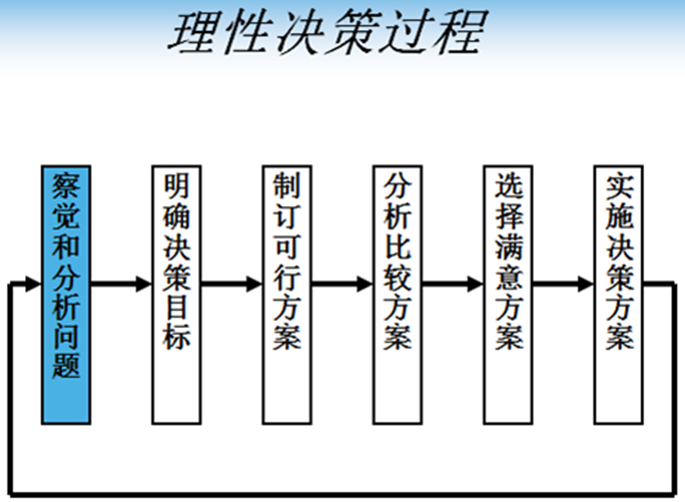 理性决策过程
察觉和分析问题
明确决策目标
制订可行方案
分析比较方案
选择满意方案
实施决策方案